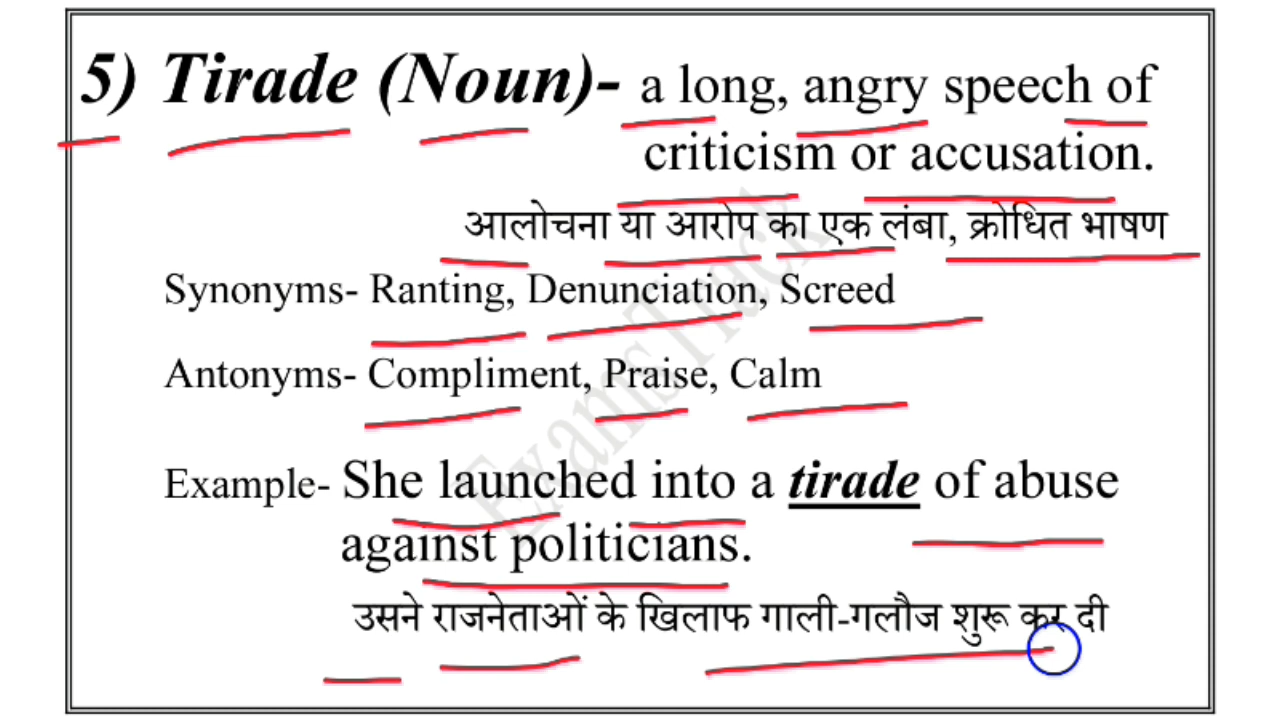 5) Tirade (Noun)- a long, angry speech of
criticism or accusation.
आलोचना या आरोप का एक लंबा, क्रोधित भाषण
Synonyms- Ranting, Denunciation, Screed
Antonyms- Compliment, Praise, Calm
Example- She launched into a tirade of abuse
against politicians.
उसने राजनेताओं के खिलाफ गाली-गलौज शुरू कर दी
ExamsTrack